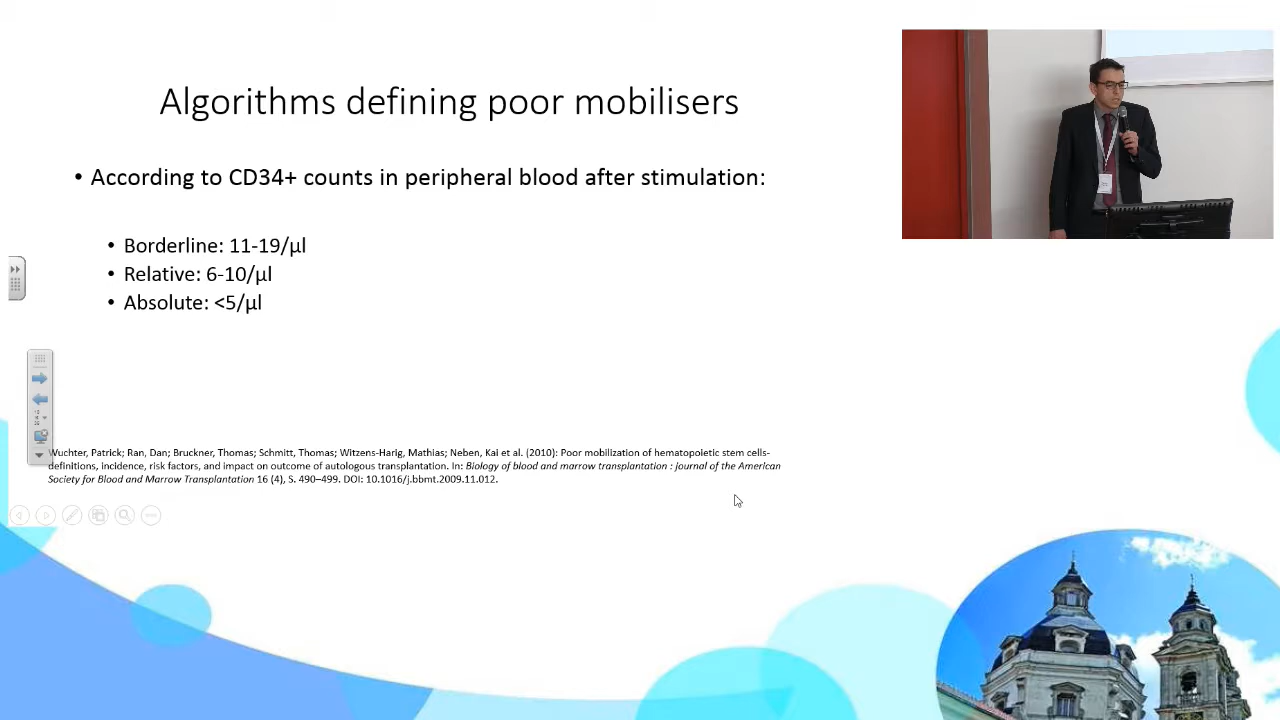 Algorithms defining poor mobilisers
• According to CD34+ counts in peripheral blood after stimulation:
• Borderline: 11-19/µl
• Relative: 6-10/µl
• Absolute: <5/µl
Wuchter, Patrick; Ran, Dan; Bruckner, Thomas; Schmitt, Thomas; Witzens-Harig, Mathias; Neben, Kai et al. (2010): Poor mobilization of hematopoietic stem cells-
definitions, incidence, risk factors, and impact on outcome of autologous transplantation. In: Biology of blood and marrow transplantation : journal of the American
Society for Blood and Marrow Transplantation 16 (4), S. 490–499. DOI: 10.1016/j.bbmt.2009.11.012.